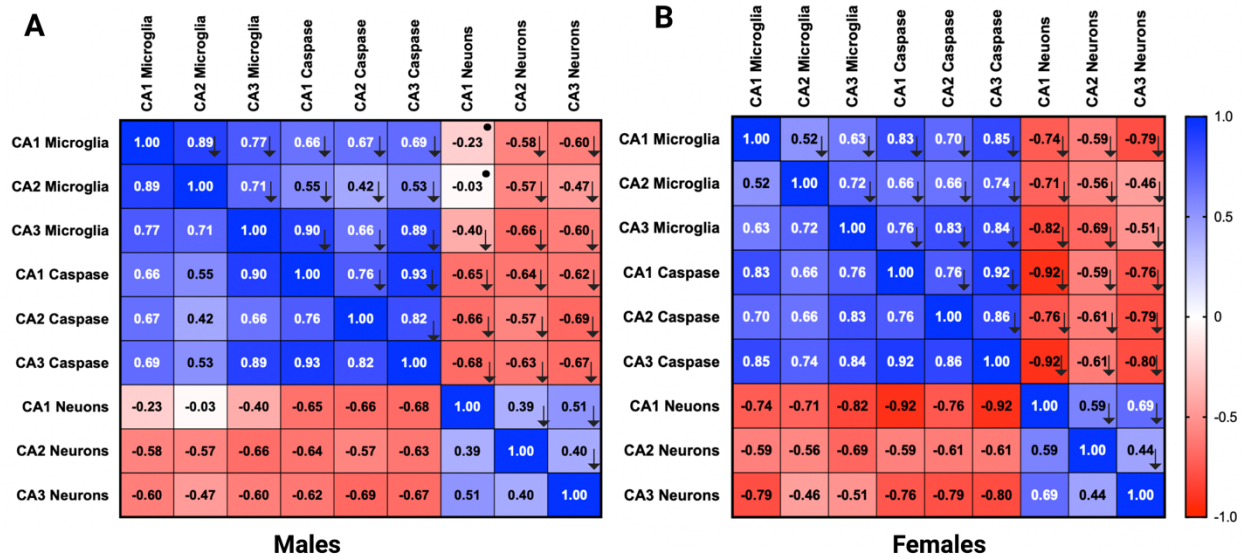 A
B
CA1 Microglia CA2 Microglia CA3 Microglia CA1 Caspase CA2 Caspase CA3 Caspase CA1 Neuons CA2 Neurons CA3 Neurons
CA1 Microglia 1.00 0.89 0.77 0.66 0.67 0.69 -0.23 -0.58 -0.60
CA2 Microglia 0.89 1.00 0.71 0.55 0.42 0.53 -0.03 -0.57 -0.47
CA3 Microglia 0.77 0.71 1.00 0.90 0.66 0.89 -0.40 -0.66 -0.60
CA1 Caspase 0.66 0.55 0.90 1.00 0.76 0.93 -0.65 -0.64 -0.62
CA2 Caspase 0.67 0.42 0.66 0.76 1.00 0.82 -0.66 -0.57 -0.69
CA3 Caspase 0.69 0.53 0.89 0.93 0.82 1.00 -0.68 -0.63 -0.67
CA1 Neuons -0.23 -0.03 -0.40 -0.65 -0.66 -0.68 1.00 0.39 0.51
CA2 Neurons -0.58 -0.57 -0.66 -0.64 -0.57 -0.63 0.39 1.00 0.40
CA3 Neurons -0.60 -0.47 -0.60 -0.62 -0.69 -0.67 0.51 0.40 1.00
Males
CA1 Microglia CA2 Microglia CA3 Microglia CA1 Caspase CA2 Caspase CA3 Caspase CA1 Neuons CA2 Neurons CA3 Neurons
CA1 Microglia 1.00 0.52 0.63 0.83 0.70 0.85 -0.74 -0.59 -0.79
CA2 Microglia 0.52 1.00 0.72 0.66 0.66 0.74 -0.71 -0.56 -0.46
CA3 Microglia 0.63 0.72 1.00 0.76 0.83 0.84 -0.82 -0.69 -0.51
CA1 Caspase 0.83 0.66 0.76 1.00 0.76 0.92 -0.92 -0.59 -0.76
CA2 Caspase 0.70 0.66 0.83 0.76 1.00 0.86 -0.76 -0.61 -0.79
CA3 Caspase 0.85 0.74 0.84 0.92 0.86 1.00 -0.92 -0.61 -0.80
CA1 Neuons -0.74 -0.71 -0.82 -0.92 -0.76 -0.92 1.00 0.59 0.69
CA2 Neurons -0.59 -0.56 -0.69 -0.59 -0.61 -0.61 0.59 1.00 0.44
CA3 Neurons -0.79 -0.46 -0.51 -0.76 -0.79 -0.80 0.69 0.44 1.00
Females
1.0
0.5
0
-0.5
-1.0